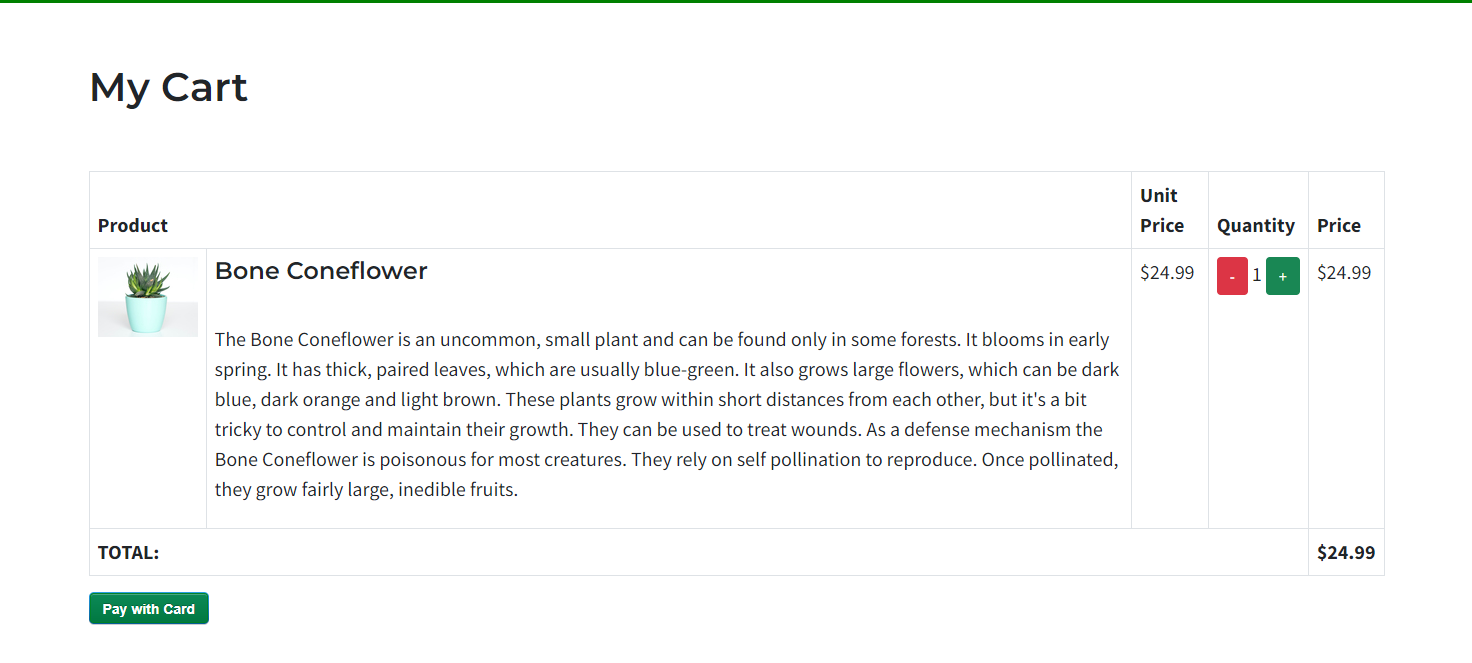 My Cart
Unit
Product Price Quantity Price
Bone Coneflower $24.99 - 1 + $24.99
The Bone Coneflower is an uncommon, small plant and can be found only in some forests. It blooms in early
spring. It has thick, paired leaves, which are usually blue-green. It also grows large flowers, which can be dark
blue, dark orange and light brown. These plants grow within short distances from each other, but it's a bit
tricky to control and maintain their growth. They can be used to treat wounds. As a defense mechanism the
Bone Coneflower is poisonous for most creatures. They rely on self pollination to reproduce. Once pollinated,
they grow fairly large, inedible fruits.
TOTAL: $24.99
Pay with Card